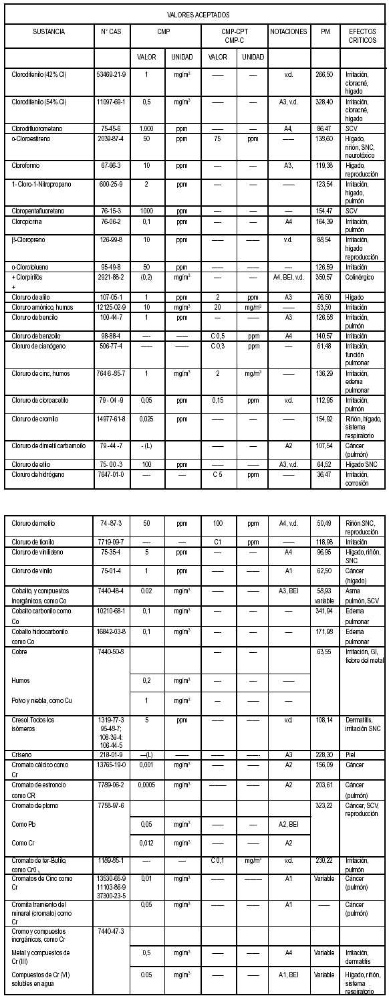 VALORES ACEPTADOS
SUSTANCIA N° CAS CMP CMP-CPT NOTACIONES PM EFECTOS
CMP-C CRITICOS
VALOR UNIDAD VALOR UNIDAD
Clorodifenilo (42% Cl) 53469-21-9 1 mg/m³ —— —- v.d. 266,50 Irritación,
cloracné,
hígado
Clorodifenilo (54% Cl) 11097-69-1 0,5 mg/m³ —— —- A3, v.d. 328,40 Irritación,
cloracné,
hígado
Clorodifluorometano 75-45-6 1.000 ppm —— —- A4, 86,47 SCV
o-Cloroestireno 2039-87-4 50 ppm 75 ppm —— 138,60 Hígado,
riñón, SNC,
neurotóxico
Cloroformo 67-66-3 10 ppm —- —- A3, 119,38 Hígado,
reproducción
1- Cloro-1-Nitropropano 600-25-9 2 ppm —- —- —— 123,54 Irritación,
hígado,
pulmón
Cloropentafluoretano 76-15-3 1000 ppm —- —- —- 154,47 SCV
Cloropicrina 76-06-2 0,1 ppm —- —- A4 164,39 Irritación,
pulmón
β-Cloropreno 126-99-8 10 ppm —— —— v.d. 88,54 Irritación,
hígado
reproducción
o-Clorotolueno 95-49-8 50 ppm —— —— —- 126,59 Irritación
+ Clorpirifós 2921-88-2 (0,2) mg/m³ —- —- A4, BEI, v.d. 350,57 Colinérgico
+
Cloruro de alilo 107-05-1 1 ppm 2 ppm A3 76,50 Hígado
Cloruro amónico, humos 12125-02-9 10 mg/m³ 20 mg/m³ —— 53,50 Irritación
Cloruro de bencilo 100-44-7 1 ppm — —— A3 126,58 Irritación,
pulmón
Cloruro de benzoilo 98-88-4 —- —— C 0,5 ppm A4 140,57 Irritación
Cloruro de cianógeno 506-77-4 —— —— C 0,3 ppm —- 61,48 Irritación,
función
pulmonar
Cloruro de cinc, humos 764 6 -85-7 1 mg/m³ 2 mg/m³ —— 136,29 Irritación,
edema
pulmonar
Cloruro de cloroacetilo 79 - 04 -9 0,05 ppm 0,15 ppm v.d. 112,95 Irritación,
pulmón
Cloruro de cromilo 14977-61-8 0,025 ppm —— —— —— 154,92 Riñón, hígado,
sistema
respiratorio
Cloruro de dimetil carbamoilo 79 -44 -7 - (L) —— —- A2 107,54 Cáncer
(pulmón)
Cloruro de etilo 75- 00 -3 100 ppm —— —— A3, v.d. 64,52 Hígado SNC
Cloruro de hidrógeno 7647-01-0 —- —- C 5 ppm —— 36,47 Irritación,
corrosión
Cloruro de metilo 74 -87-3 50 ppm 100 ppm A4, v.d. 50,49 Riñón SNC,
reproducción
Cloruro de tionilo 7719-09-7 —- —- C1 ppm —— 118,98 Irritación
Cloruro de vinilideno 75-35-4 5 ppm —- —- A4 96,95 Hígado, riñón,
SNC.
Cloruro de vinilo 75-01-4 1 ppm —— —— A1 62,50 Cáncer
(hígado)
Cobalto, y compuestos 7440-48-4 0.02 mg/m³ —— —— A3, BEI 58,93 Asma
Inorgánicos, como Co variable pulmón, SCV
Cobalto carbonilo como 10210-68-1 0,1 mg/m³ —- —- —- 341,94 Edema
Co pulmonar
Cobalto hidrocarbonilo 16842-03-8 0,1 mg/m³ —- —- —- 171,98 Edema
como Co pulmonar
Cobre 7440-50-8 —- —- 63,55 Irritación, GI,
fiebre del metal
Humos 0,2 mg/m³ —- —- ——
Polvo y niebla, como Cu 1 mg/m³ — —- —-
Cresol.Todos los 1319-77-3 5 ppm —— —— v.d. 108,14 Dermatitis,
isómeros 95-48-7; irritación SNC
108-39-4;
106-44-5
Criseno 218-01-9 —(L) —— —— —— A3 228,30 Piel
Cromato cálcico como 13765-19-0 0,001 mg/m³ —— —— A2 156,09 Cáncer
Cr
Cromato de estroncio 7789-06-2 0,0005 mg/m³ ——— —— A2 203,61 Cáncer
como CR (pulmón)
Cromato de plomo 7758-97-6 323,22 Cáncer, SCV,
reproducción
Como Pb 0,05 mg/m³ —— —- A2, BEI
Como Cr 0,012 mg/m³ —— —— A2
Cromato de ter-Butilo, 1189-85-1 —- —- C 0,1 mg/m³ v.d. 230,22 Irritación,
como Cr0 ₃ pulmón
Cromatos de Cinc como 13530-65-9 0,01 mg/m³ —— ——— A1 Variable Cáncer
Cr 11103-86-9 (pulmón)
37300-23-5
Cromita tramiento del 0,05 mg/m³ —— —— A1 —— Cáncer
mineral (cromato) como (pulmón)
Cr
Cromo y compuestos 7440-47-3
inorgánicos, como Cr
Metal y compuestos de 0,5 mg/m³ —— —— A4 Variable Irritación,
Cr (III) dermatitis
Compuestos de Cr (VI) 0.05 mg/m³ —— —— A1, BEI Variable Hígado, riñón,
solubles en agua sistema
respiratorio